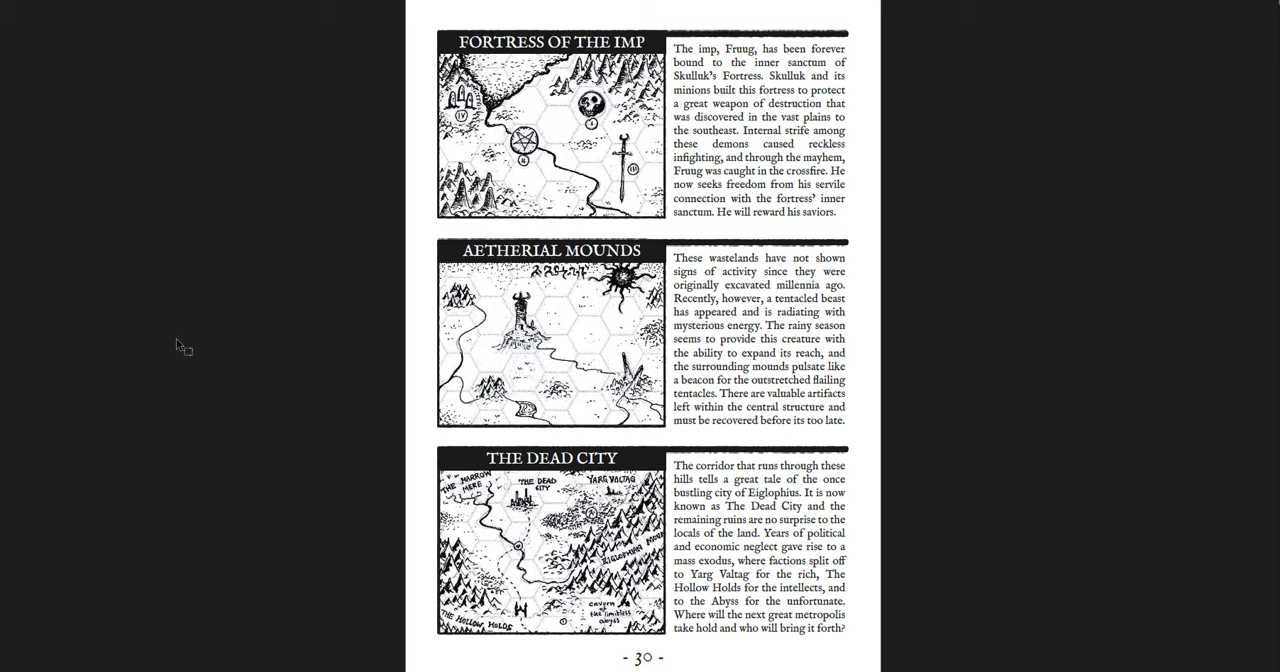 FORTRESS OF THE IMP
The imp, Fruug, has been forever
bound to the inner sanctum of
Skulluk's Fortress. Skulluk and its
minions built this fortress to protect
a great weapon of destruction that
was discovered in the vast plains to
the southeast. Internal strife among
these demons caused reckless
infighting, and through the mayhem,
Fruug was caught in the crossfire. He
now seeks freedom from his servile
connection with the fortress' inner
sanctum. He will reward his saviors.
IV
I
II
III
AETHERIAL MOUNDS
These wastelands have not shown
signs of activity since they were
originally excavated millennia ago.
Recently, however, a tentacled beast
has appeared and is radiating with
mysterious energy. The rainy season
seems to provide this creature with
the ability to expand its reach, and
the surrounding mounds pulsate like
a beacon for the outstretched flailing
tentacles. There are valuable artifacts
left within the central structure and
must be recovered before its too late.
THE DEAD CITY
The corridor that runs through these
hills tells a great tale of the once
bustling city of Eiglophius. It is now
known as The Dead City and the
remaining ruins are no surprise to the
locals of the land. Years of political
and economic neglect gave rise to a
mass exodus, where factions split off
to Yarg Valtag for the rich, The
Hollow Holds for the intellects, and
to the Abyss for the unfortunate.
Where will the next great metropolis
take hold and who will bring it forth?
THE
MERE
THE DEAD
CITY
YARG VALTAG
THE HOLLOW HOLDS
cavern
of
the limitless
abyss
- 30 -